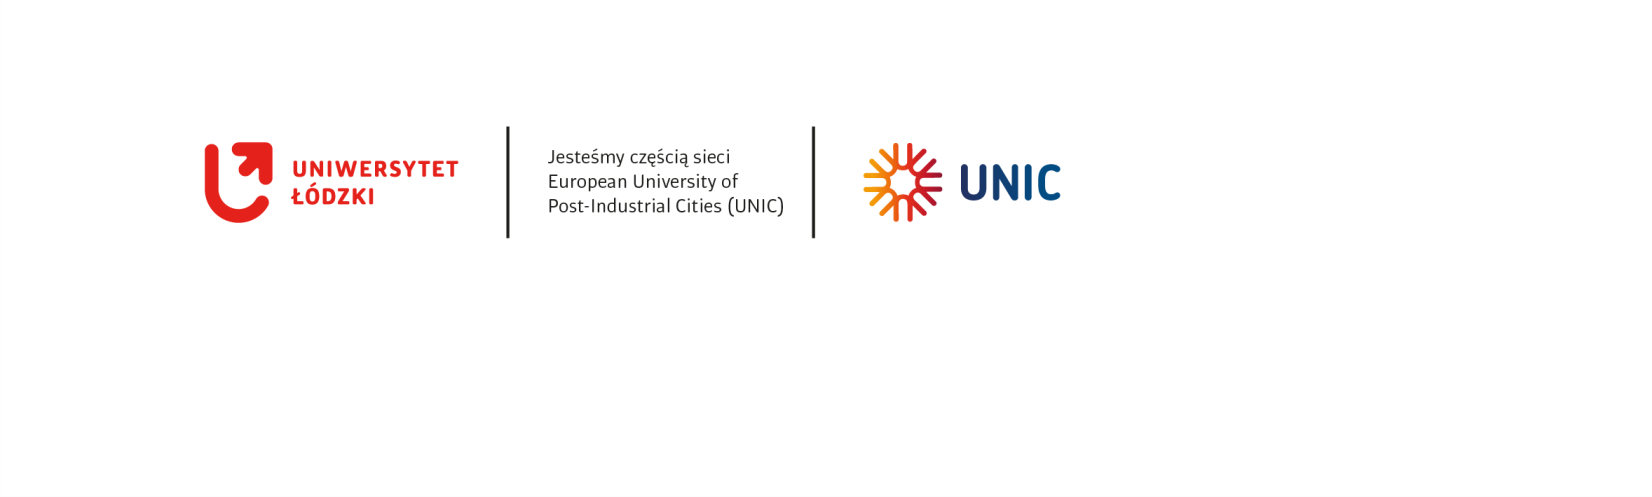 UNIWERSYTET
ŁÓDZKI
Jesteśmy częścią sieci
European University of
Post-Industrial Cities (UNIC)
UNIC